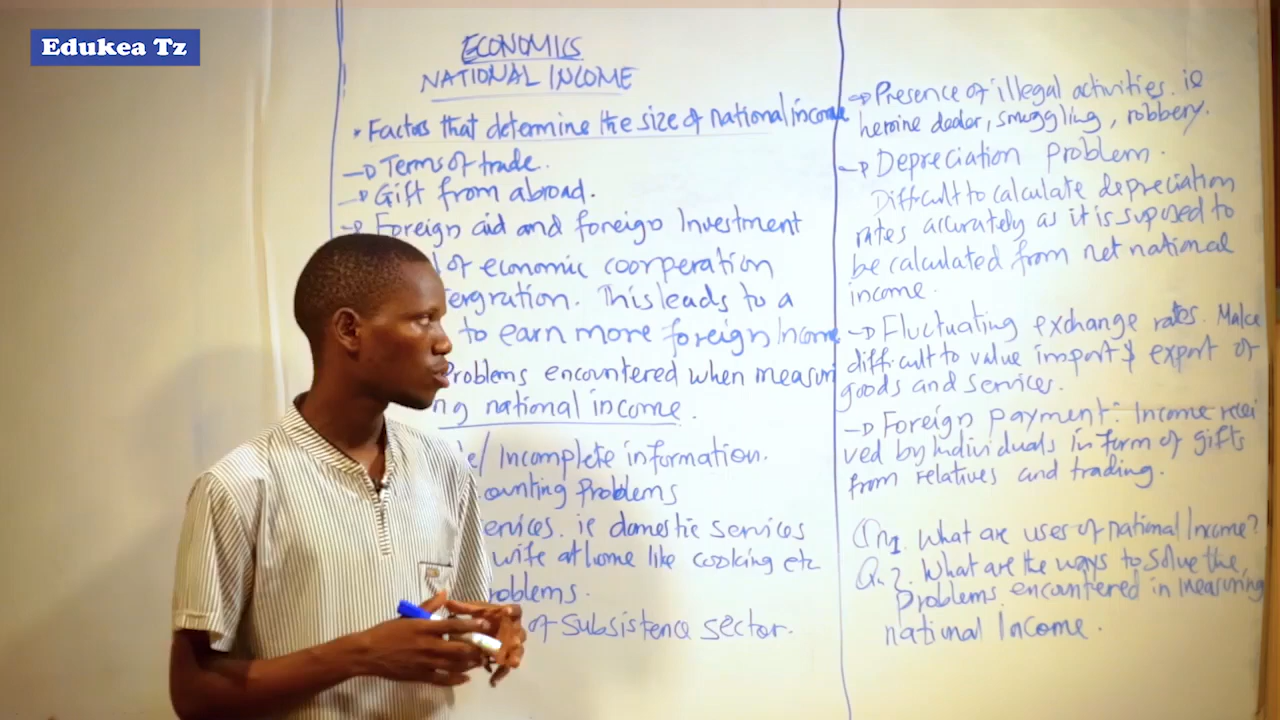 Edukea Tz
ECONOMICS
NATIONAL INCOME
• Factors that determine the size of national income
→ Terms of trade.
→ Gift from abroad.
→ Foreign aid and foreign Investment
of economic coorperation
tergration. This leads to a
to earn more foreign Income
Problems encountered when measuri
ng national income.
/ Incomplete information.
ounting Problems
ervices. ie domestic services
wife at home like cooking etc
roblems.
of Subsistence sector.
→ Presence of illegal activities. ie
heroine dealer, smuggling, robbery.
→ Depreciation Problem.
Difficult to calculate depreciation
rates accurately as it is suposed to
be calculated from net national
income.
→ Fluctuating exchange rates. Make
difficult to value import & export of
goods and services.
→ Foreign payment: Income recei
ved by Individuals in form of gifts
from relatives and trading.
Qn1. What are uses of national Income?
Qn2. What are the ways to solve the
problems encountered in measuring
national Income.